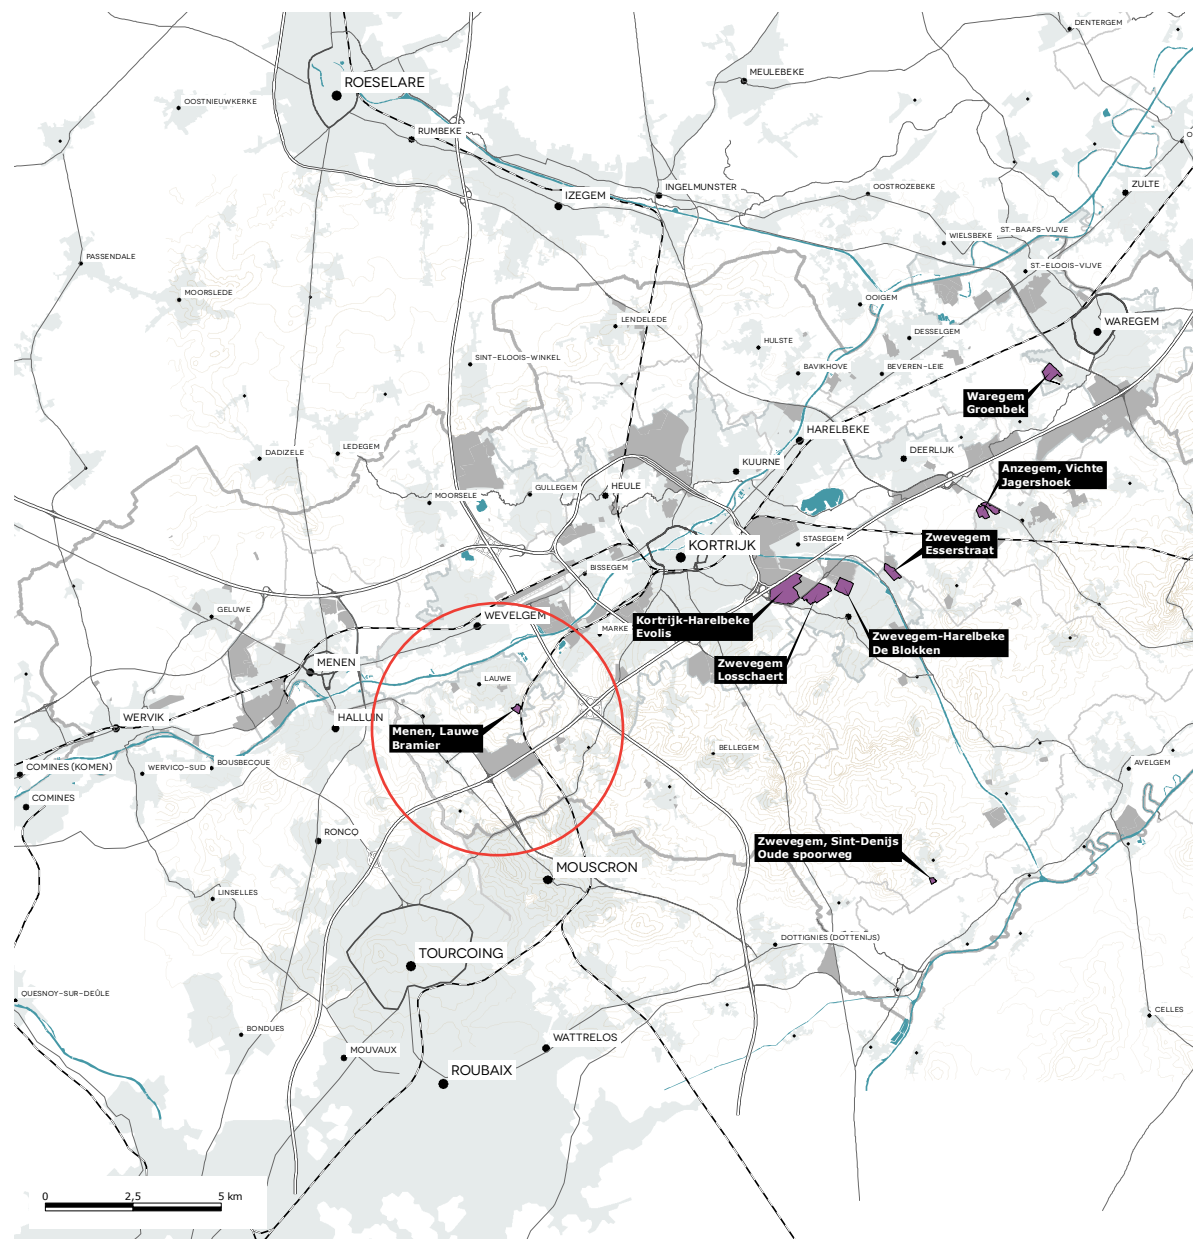 DENTERGEM
MEULEBEKE
ROESELARE
OOSTNIEUWKERKE
RUMBEKE
O
INGELMUNSTER
OOSTROZEBEKE
ZULTE
IZEGEM
ST.-BAAFS-VIJVE
WIELSBEKE
PASSENDALE
ST.-ELOOIS-VIJVE
MOORSLEDE
OOIGEM
LENDELEDE
WAREGEM
DESSELGEM
HULSTE
SINT-ELOOIS-WINKEL
BAVIKHOVE
BEVEREN-LEIE
Waregem
Groenbek
HARELBEKE
LEDEGEM
DADIZELE
DEERLIJK
KUURNE
Anzegem, Vichte
Jagershoek
GULLEGEM
HEULE
MOORSELE
STASEGEM
Zwevegem
Esserstraat
KORTRIJK
BISSEGEM
GELUWE
WEVELGEM
MARKE
Kortrijk-Harelbeke
Evolis
Zwevegem-Harelbeke
De Blokken
MENEN
LAUWE
Zwevegem
Losschaert
WERVIK
HALLUIN
Menen, Lauwe
Bramier
BELLEGEM
COMINES (KOMEN)
WERVICQ-SUD
BOUSBECQUE
AVELGEM
COMINES
RONCQ
Zwevegem, Sint-Denijs
Oude spoorweg
MOUSCRON
LINSELLES
DOTTIGNIES (DOTTENIJS)
TOURCOING
QUESNOY-SUR-DEÛLE
CELLES
BONDUES
WATTRELOS
MOUVAUX
ROUBAIX
0 2,5 5 km